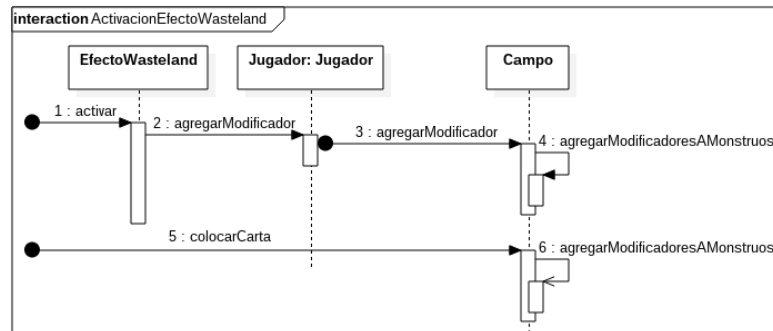 interaction ActivacionEfectoWasteland
EfectoWasteland
Jugador: Jugador
Campo
1 : activar
2 : agregarModificador
3 : agregarModificador
4 : agregarModificadoresAMonstruos
5 : colocarCarta
6 : agregarModificadoresAMonstruos